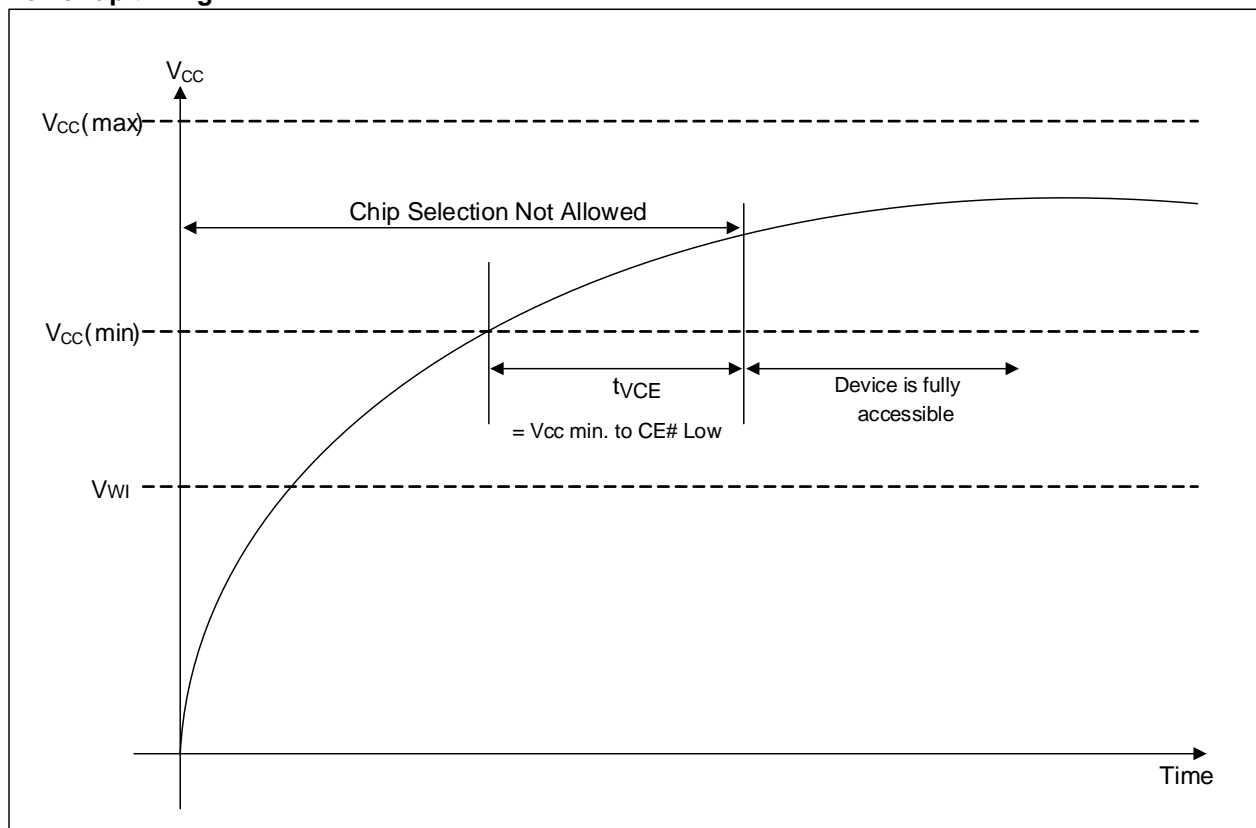 VCC
VCC(max)
Chip Selection Not Allowed
VCC(min)
tVCE
Device is fully
accessible
= Vcc min. to CE# Low
VWI
Time